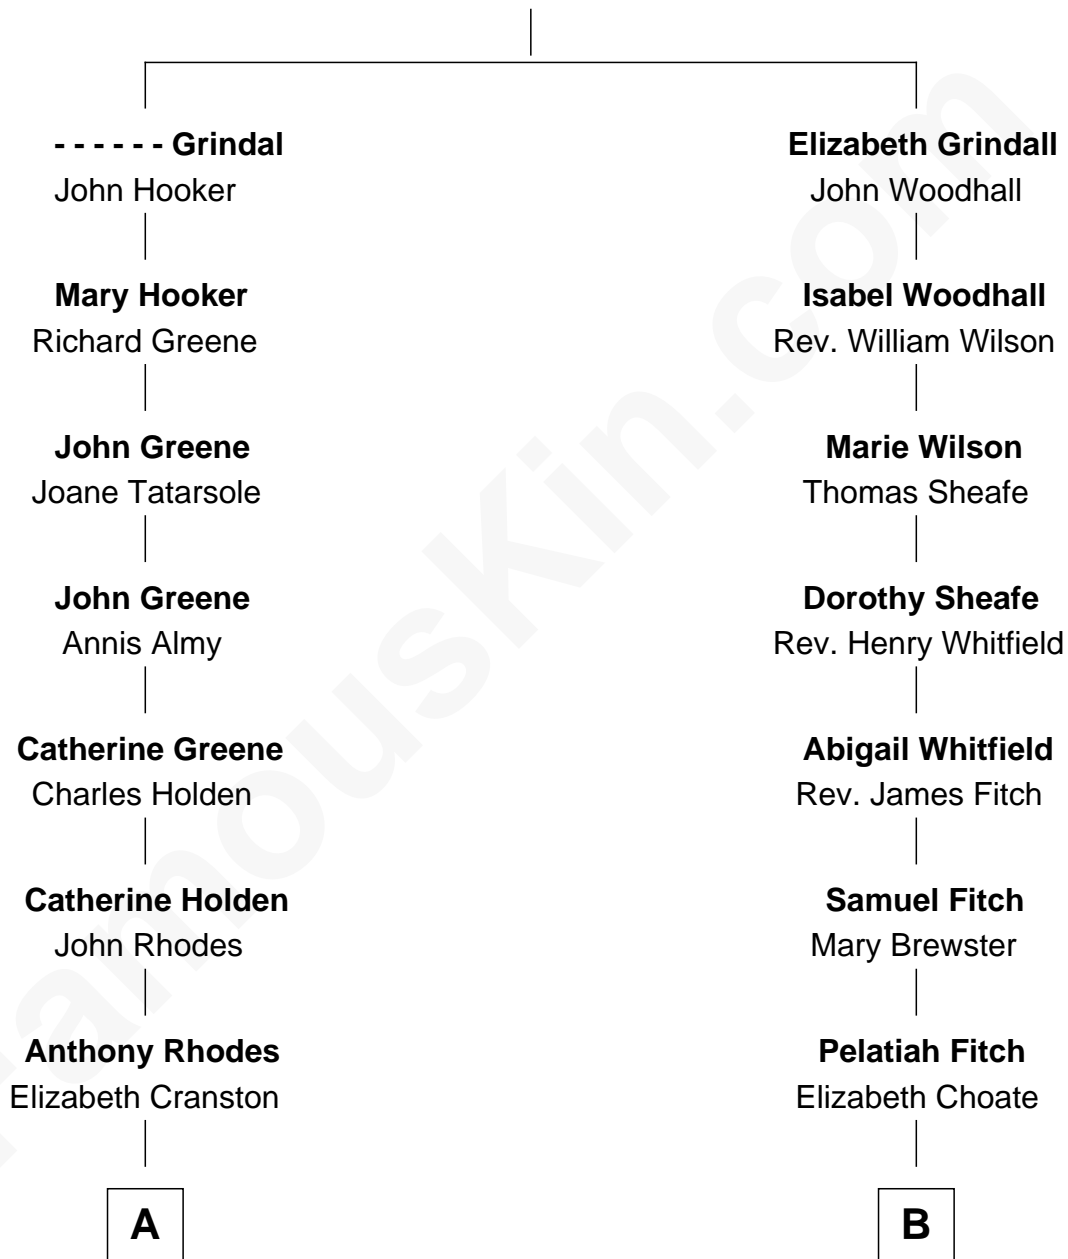 - - - - - - Grindal
John Hooker
Mary Hooker
Richard Greene
John Greene
Joane Tatarsole
John Greene
Annis Almy
Catherine Greene
Charles Holden
Catherine Holden
John Rhodes
Anthony Rhodes
Elizabeth Cranston
A
Elizabeth Grindall
John Woodhall
Isabel Woodhall
Rev. William Wilson
Marie Wilson
Thomas Sheafe
Dorothy Sheafe
Rev. Henry Whitfield
Abigail Whitfield
Rev. James Fitch
Samuel Fitch
Mary Brewster
Pelatiah Fitch
Elizabeth Choate
B
FamousKin.com